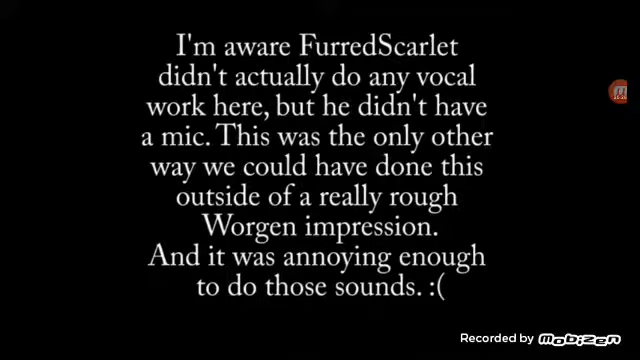 I'm aware FurredScarlet
didn't actually do any vocal
work here, but he didn't have
a mic. This was the only other
way we could have done this
outside of a really rough
Worgen impression.
And it was annoying enough
to do those sounds. :(
Recorded by mobizen